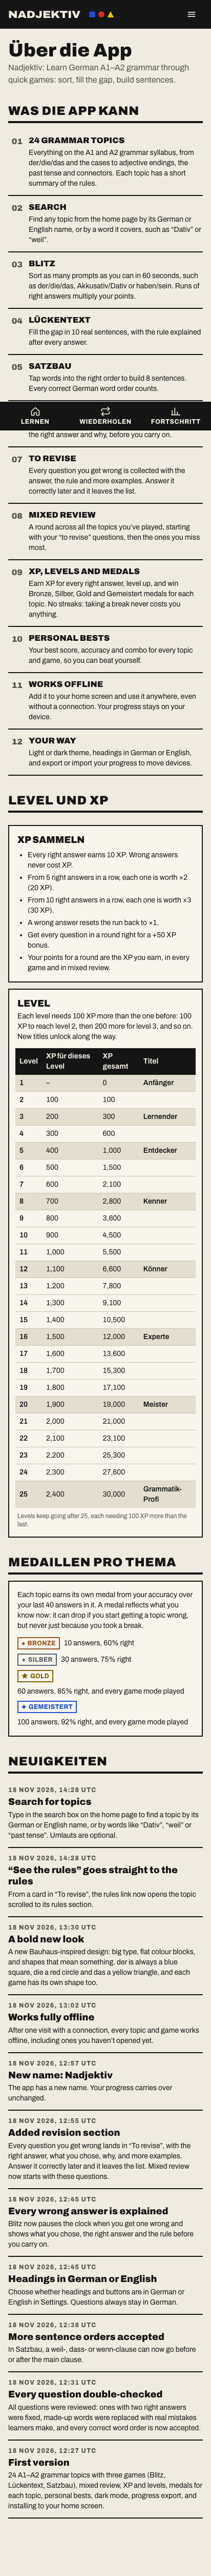 NADJEKTIV
Über die App
Nadjektiv: Learn German A1–A2 grammar through
quick games: sort, fill gap, build sentences.
WAS DIE APP KANN
01 24 GRAMMAR TOPICS
Everything on the A1 and A2 grammar syllabus, from
der/die/das and the cases to adjective endings, the
past tense and connectors. Each topic has a short
summary of the rules.
02 SEARCH
Find any topic from the home page by its German or
English name, or by a word it covers, such as “Dativ” or
“weil”.
03 BLITZ
Sort as many prompts as you can in 60 seconds, such
as der/die/das, Akkusativ/Dativ or haben/sein. Runs of
right answers multiply your points.
04 LÜCKENTEXT
Fill the gap in 10 real sentences, with the rule explained
after every answer.
05 SATZBAU
Tap words into the right order to build 8 sentences.
Every correct German word order counts.
LERNEN
WIEDERHOLEN
FORTSCHRITT
the right answer and why, before you carry on.
07 TO REVISE
Every question you get wrong is collected with the
answer, the rule and more examples. Answer it
correctly later and it leaves the list.
08 MIXED REVIEW
A round across all the topics you’ve played, starting
with your “to revise” questions, then the ones you miss
most.
09 XP, LEVELS AND MEDALS
Earn XP for every right answer, level up, and win
Bronze, Silber, Gold and Gemeistert medals for each
topic. No streaks: taking a break never costs you
anything.
10 PERSONAL BESTS
Your best score, accuracy and combo for every topic
and game, so you can beat yourself.
11 WORKS OFFLINE
Add it to your home screen and use it anywhere, even
without a connection. Your progress stays on your
device.
12 YOUR WAY
Light or dark theme, headings in German or English,
and export or import your progress to move devices.
LEVEL UND XP
XP SAMMELN
• Every right answer earns 10 XP. Wrong answers
never cost XP.
• From 5 right answers in a row, each one is worth ×2
(20 XP).
• From 10 right answers in a row, each one is worth ×3
(30 XP).
• A wrong answer resets the run back to ×1.
• Get every question in a round right for a +50 XP
bonus.
• Your points for a round are the XP you earn, in every
game and in mixed review.
LEVEL
Each level needs 100 XP more than the one before: 100
XP to reach level 2, then 200 more for level 3, and so on.
New titles unlock along the way.
Level XP für dieses Level XP gesamt Titel
1 – 0 Anfänger
2 100 100
3 200 300 Lernender
4 300 600
5 400 1,000 Entdecker
6 500 1,500
7 600 2,100
8 700 2,800 Kenner
9 800 3,600
10 900 4,500
11 1,000 5,500
12 1,100 6,600 Könner
13 1,200 7,800
14 1,300 9,100
15 1,400 10,500
16 1,500 12,000 Experte
17 1,600 13,600
18 1,700 15,300
19 1,800 17,100
20 1,900 19,000 Meister
21 2,000 21,000
22 2,100 23,100
23 2,200 25,300
24 2,300 27,600
25 2,400 30,000 Grammatik-Profi
Levels keep going after 25, each needing 100 XP more than the
last.
MEDAILLEN PRO THEMA
Each topic earns its own medal from your accuracy over
your last 40 answers in it. A medal reflects what you
know now: it can drop if you start getting a topic wrong,
but never just because you took a break.
BRONZE 10 answers, 60% right
SILBER 30 answers, 75% right
GOLD
60 answers, 85% right, and every game mode played
GEMEISTERT
100 answers, 92% right, and every game mode played
NEUIGKEITEN
18 NOV 2026, 14:28 UTC
Search for topics
Type in the search box on the home page to find a topic by its
German or English name, or by words like “Dativ”, “weil” or
“past tense”. Umlauts are optional.
18 NOV 2026, 14:28 UTC
“See the rules” goes straight to the
rules
From a card in “To revise”, the rules link now opens the topic
scrolled to its rules section.
18 NOV 2026, 13:30 UTC
A bold new look
A new Bauhaus-inspired design: big type, flat colour blocks,
and shapes that mean something. der is always a blue
square, die a red circle and das a yellow triangle, and each
game has its own shape too.
18 NOV 2026, 13:02 UTC
Works fully offline
After one visit with a connection, every topic and game works
offline, including ones you haven’t opened yet.
18 NOV 2026, 12:57 UTC
New name: Nadjektiv
The app has a new name. Your progress carries over
unchanged.
18 NOV 2026, 12:55 UTC
Added revision section
Every question you get wrong lands in “To revise”, with the
right answer, what you chose, why, and more examples.
Answer it correctly later and it leaves the list. Mixed review
now starts with these questions.
18 NOV 2026, 12:45 UTC
Every wrong answer is explained
Blitz now pauses the clock when you get one wrong and
shows what you chose, the right answer and the rule before
you carry on.
18 NOV 2026, 12:45 UTC
Headings in German or English
Choose whether headings and buttons are in German or
English in Settings. Questions always stay in German.
18 NOV 2026, 12:38 UTC
More sentence orders accepted
In Satzbau, a weil-, dass- or wenn-clause can now go before
or after the main clause.
18 NOV 2026, 12:31 UTC
Every question double-checked
All questions were reviewed: ones with two right answers
were fixed, made-up words were replaced with real mistakes
learners make, and every correct word order is now accepted.
18 NOV 2026, 12:27 UTC
First version
24 A1–A2 grammar topics with three games (Blitz,
Lückentext, Satzbau), mixed review, XP and levels, medals for
each topic, personal bests, dark mode, progress export, and
installing to your home screen.